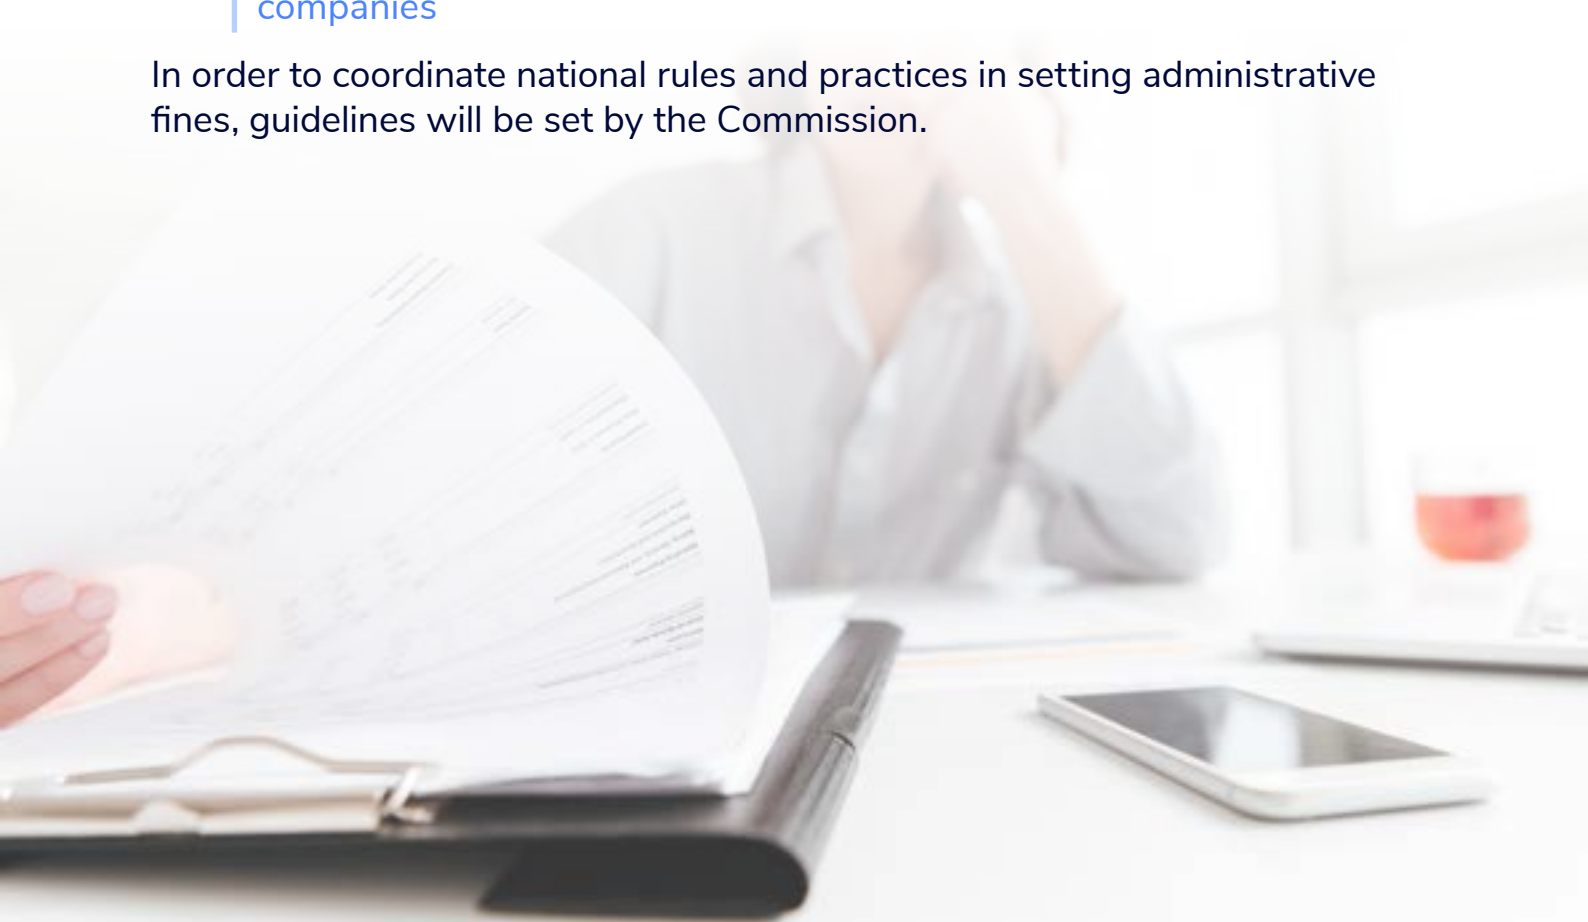 companies
In order to coordinate national rules and practices in setting administrative
fines, guidelines will be set by the Commission.